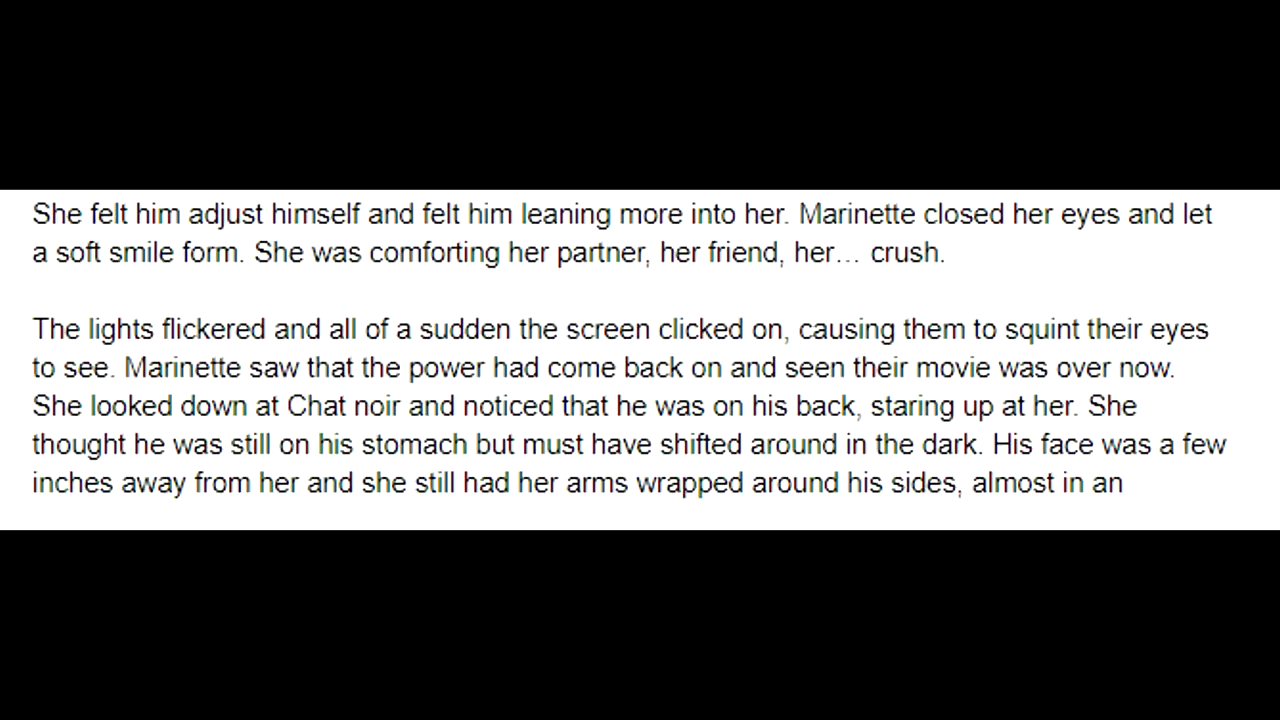 She felt him adjust himself and felt him leaning more into her. Marinette closed her eyes and let
a soft smile form. She was comforting her partner, her friend, her... crush.
The lights flickered and all of a sudden the screen clicked on, causing them to squint their eyes
to see. Marinette saw that the power had come back on and seen their movie was over now.
She looked down at Chat noir and noticed that he was on his back, staring up at her. She
thought he was still on his stomach but must have shifted around in the dark. His face was a few
inches away from her and she still had her arms wrapped around his sides, almost in an